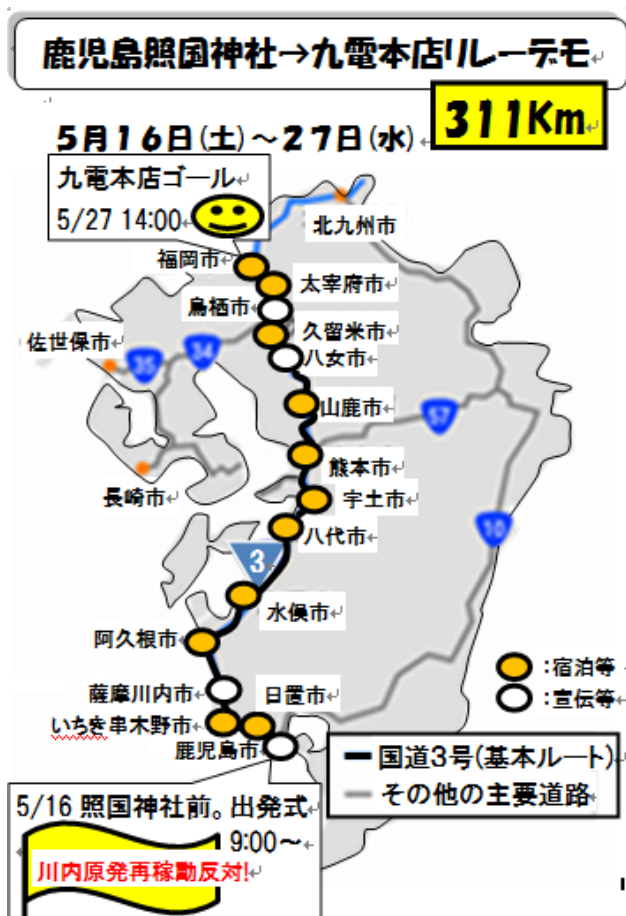 鹿児島照国神社→九電本店リレーデモ
311Km
5月16日(土)～27日(水)
九電本店ゴール
5/27 14:00
北九州市
福岡市
太宰府市
鳥栖市
佐世保市
久留米市
35
34
八女市
山鹿市
57
熊本市
長崎市
宇土市
10
八代市
3
水俣市
阿久根市
:宿泊等
薩摩川内市
日置市
:宣伝等
いちき串木野市
鹿児島市
国道3号(基本ルート)
その他の主要道路
5/16 照国神社前。出発式
9:00～
川内原発再稼動反対!